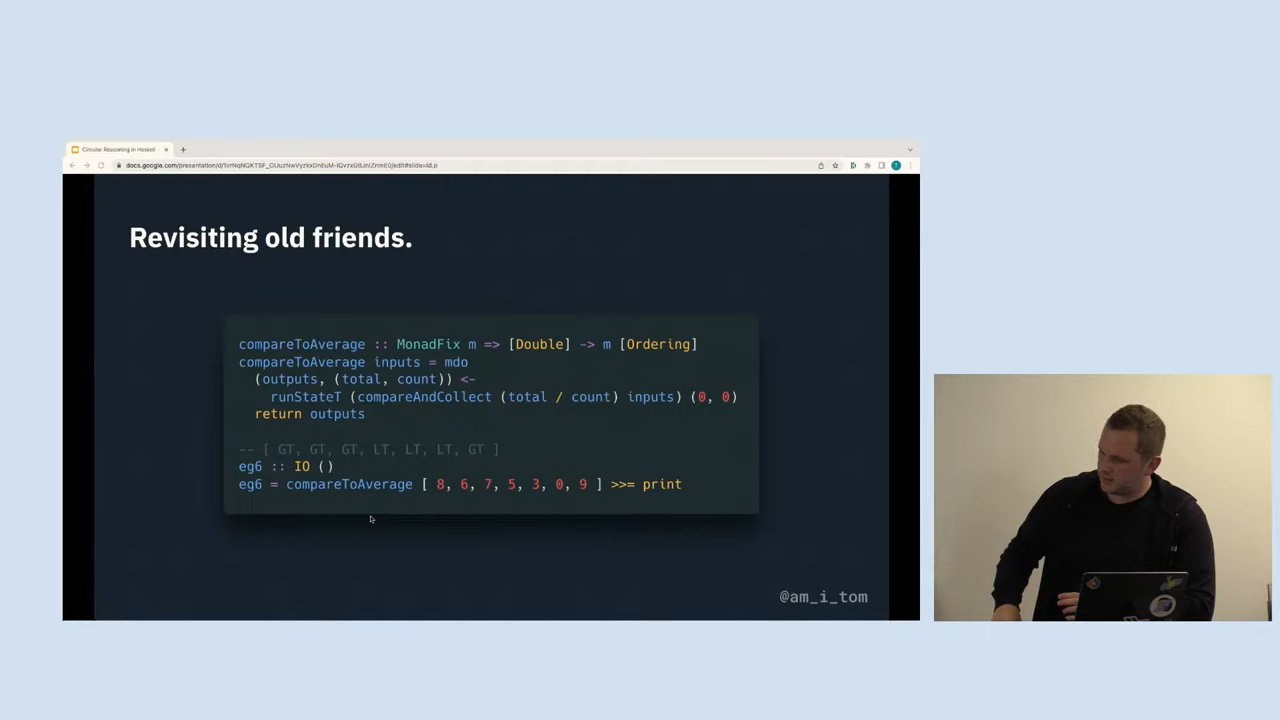 Circular Reasoning in Haskell
Revisiting old friends.
compareToAverage :: MonadFix m => [Double] -> m [Ordering]
compareToAverage inputs = mdo
(outputs, (total, count)) <-
runStateT (compareAndCollect (total / count) inputs) (0, 0)
return outputs
-- [ GT, GT, GT, LT, LT, LT, GT ]
eg6 :: IO ()
eg6 = compareToAverage [ 8, 6, 7, 5, 3, 0, 9 ] >>= print
@am_i_tom